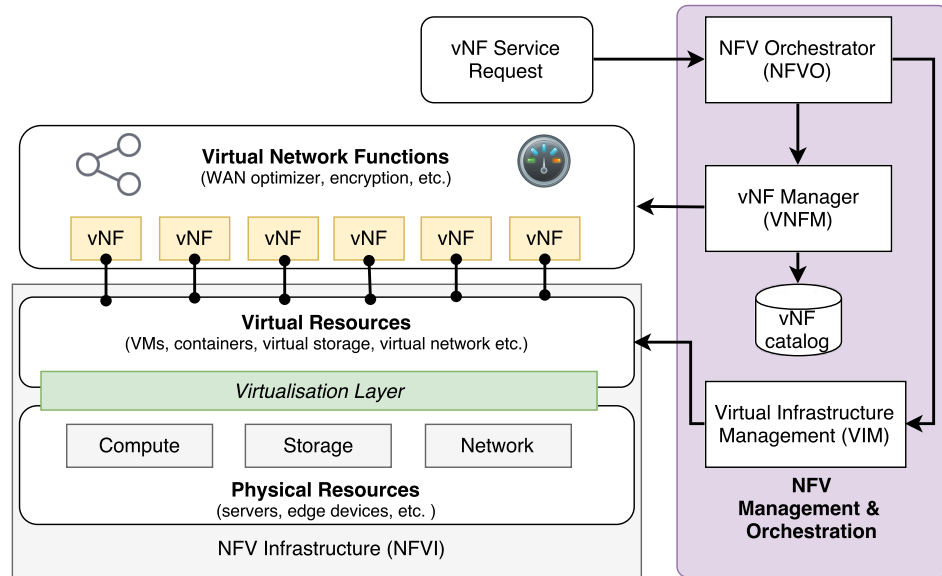 vNF Service
Request
NFV Orchestrator
(NFVO)
Virtual Network Functions
(WAN optimizer, encryption, etc.)
vNF Manager
(VNFM)
vNF
vNF
vNF
vNF
vNF
vNF
vNF
catalog
Virtual Resources
(VMs, containers, virtual storage, virtual network etc.)
Virtualisation Layer
Virtual Infrastructure
Management (VIM)
Compute
Storage
Network
Physical Resources
(servers, edge devices, etc. )
NFV Infrastructure (NFVI)
NFV
Management &
Orchestration